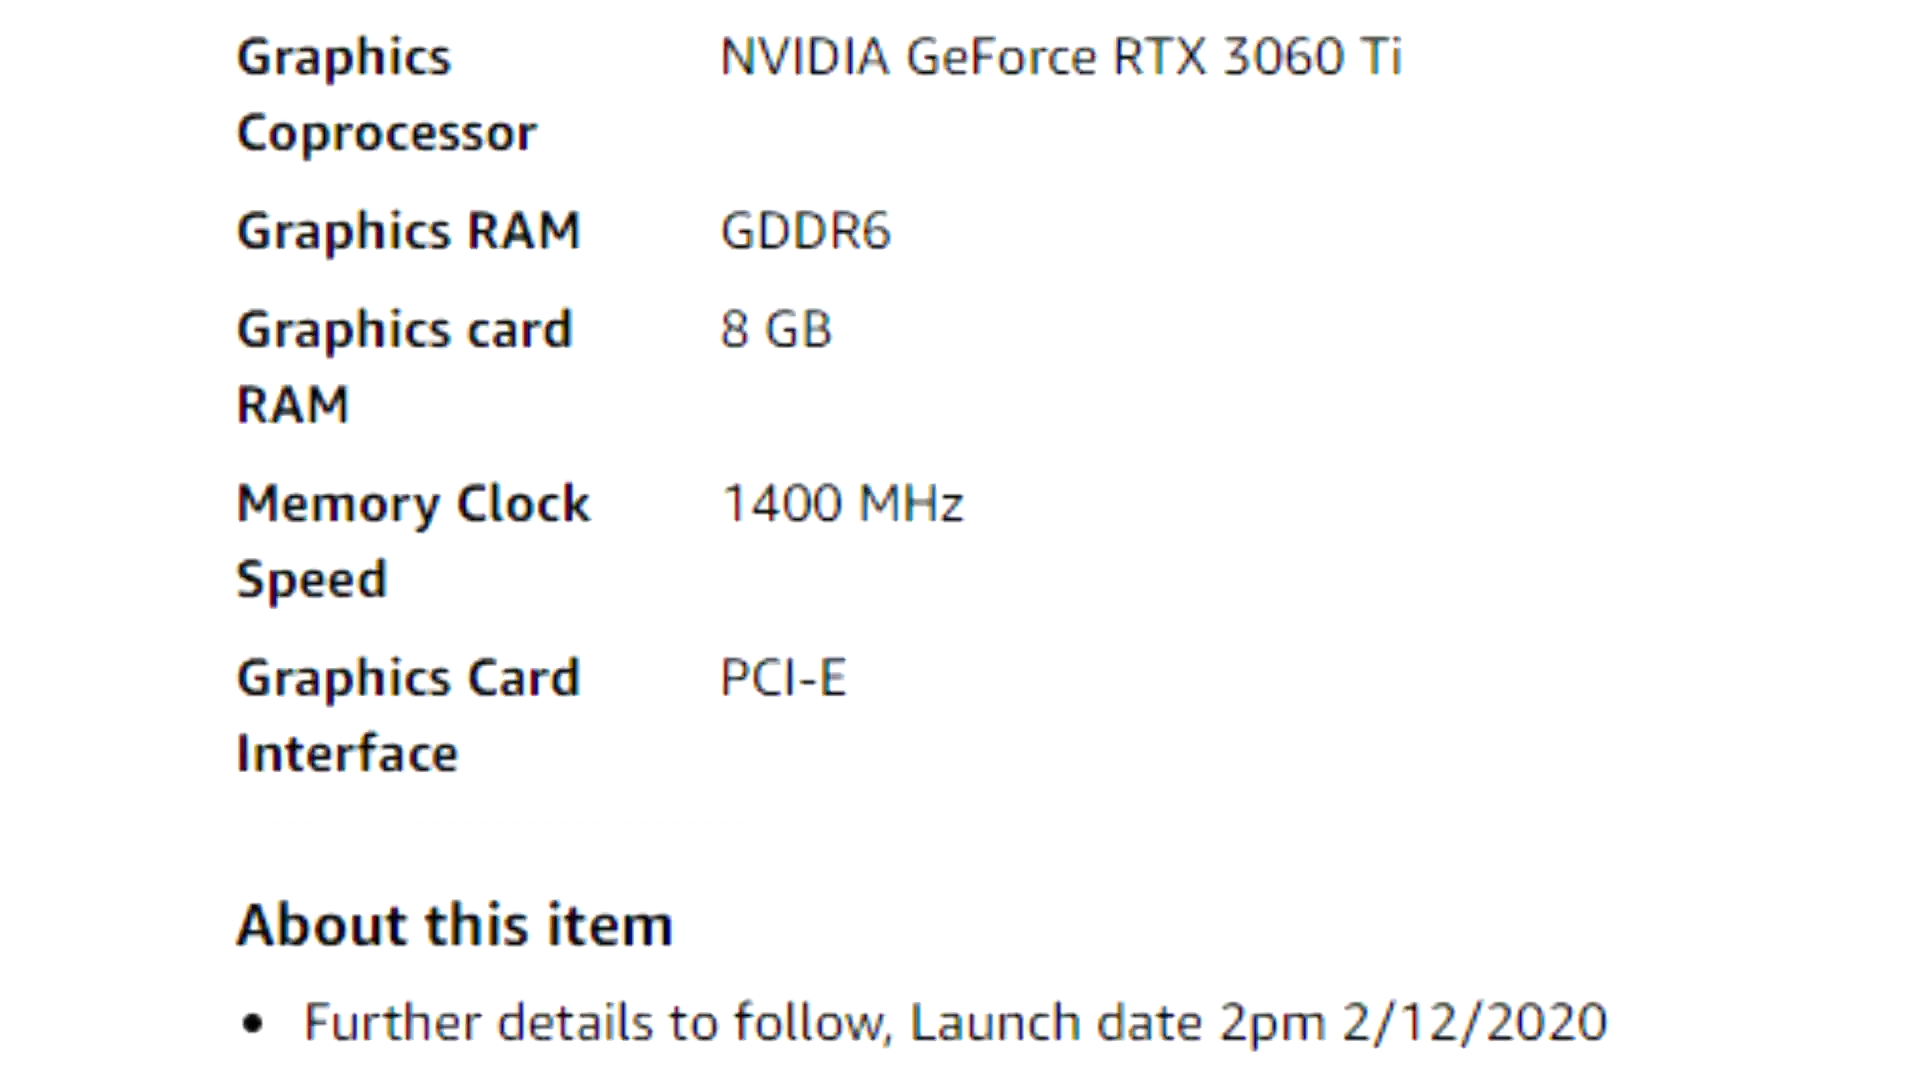 Graphics NVIDIA GeForce RTX 3060 Ti
Coprocessor
Graphics RAM GDDR6
Graphics card 8 GB
RAM
Memory Clock 1400 MHz
Speed
Graphics Card PCI-E
Interface
About this item
• Further details to follow, Launch date 2pm 2/12/2020